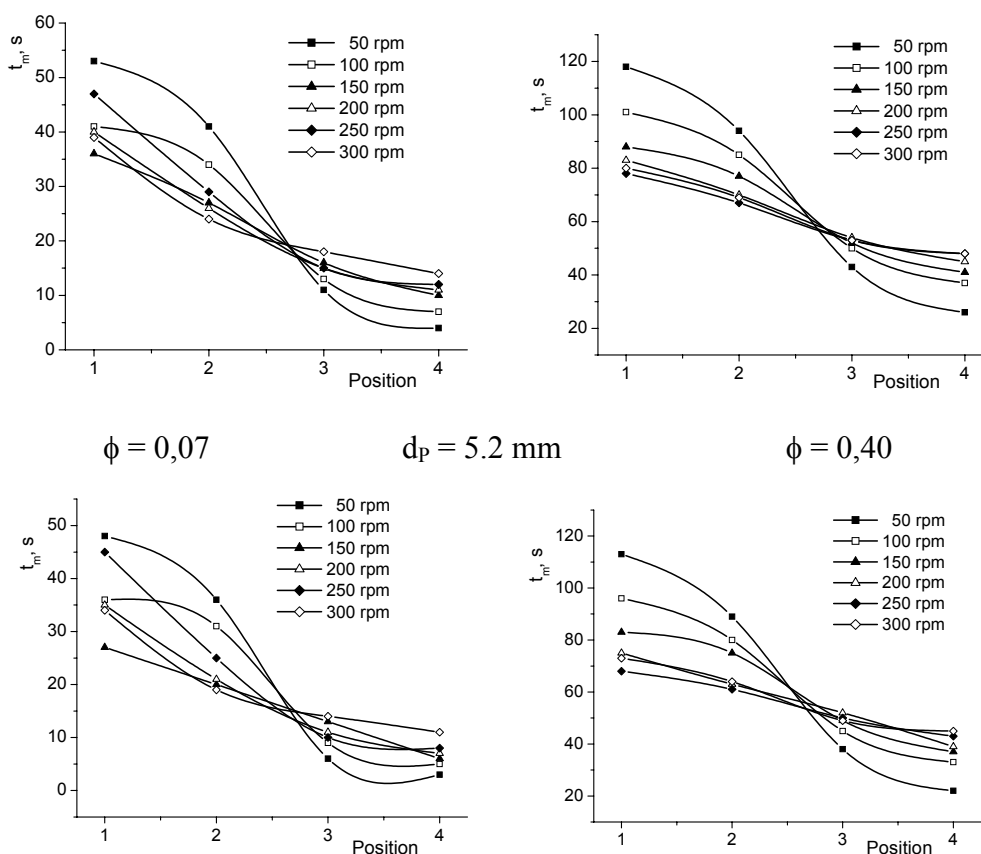 60
50
40
30
20
10
0
t_m, s
50 rpm
100 rpm
150 rpm
200 rpm
250 rpm
300 rpm
1 2 3 4
Position
120
100
80
60
40
20
t_m, s
50 rpm
100 rpm
150 rpm
200 rpm
250 rpm
300 rpm
1 2 3 4
Position
ϕ = 0,07 d_P = 5.2 mm ϕ = 0,40
50
40
30
20
10
0
t_m, s
50 rpm
100 rpm
150 rpm
200 rpm
250 rpm
300 rpm
1 2 3 4
Position
120
100
80
60
40
20
t_m, s
50 rpm
100 rpm
150 rpm
200 rpm
250 rpm
300 rpm
1 2 3 4
Position